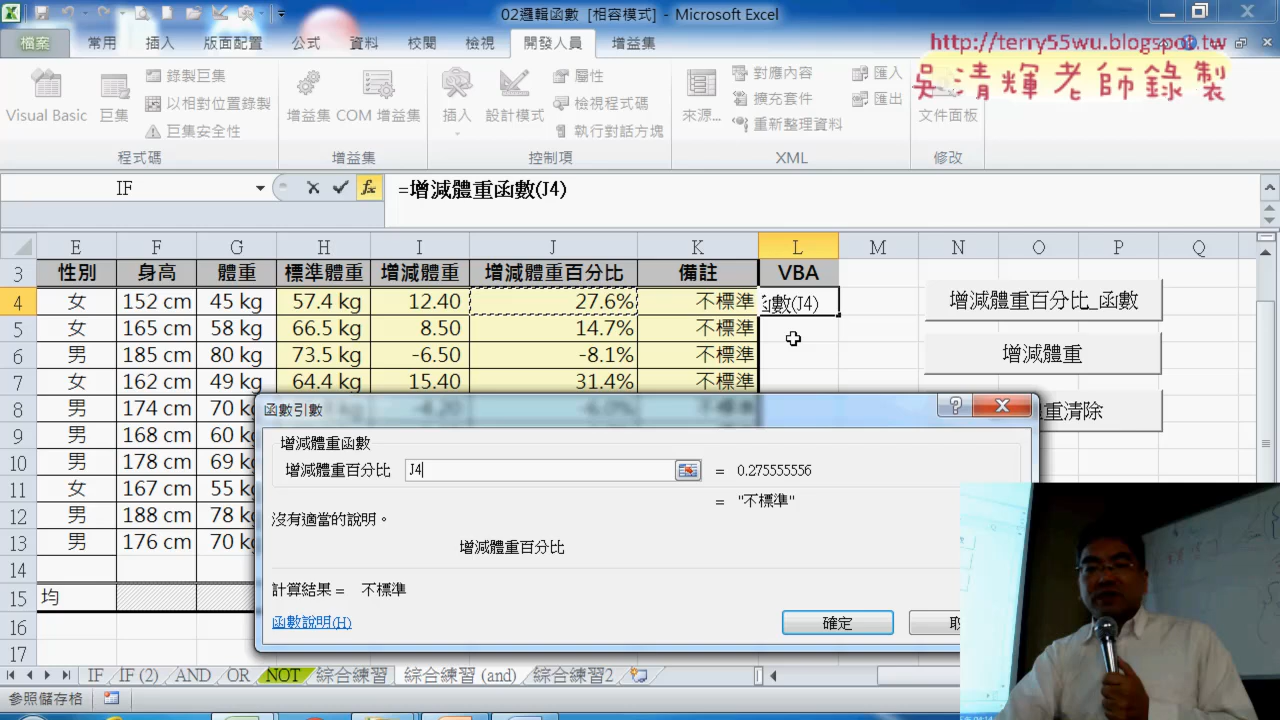 02邏輯函數 [相容模式] - Microsoft Excel
檔案 常用 插入 版面配置 公式 資料 校閱 檢視 開發人員 增益集
http://terry55wu.blogspot.tw
吳清輝老師錄製
Visual Basic 巨集 錄製巨集 以相對位置錄製 巨集安全性
增益集 COM 增益集
插入 設計模式 屬性 檢視程式碼 執行對話方塊
來源... 對應內容 擴充套件 重新整理資料 匯入 匯出
文件面板
程式碼 增益集 控制項 XML 修改
IF =增減體重函數(J4)
E F G H I J K L M N O P Q
3 性別 身高 體重 標準體重 增減體重 增減體重百分比 備註 VBA
4 女 152 cm 45 kg 57.4 kg 12.40 27.6% 不標準 函數(J4)
5 女 165 cm 58 kg 66.5 kg 8.50 14.7% 不標準
6 男 185 cm 80 kg 73.5 kg -6.50 -8.1% 不標準
7 女 162 cm 49 kg 64.4 kg 15.40 31.4% 不標準
8 男 174 cm 70 k -4.20 -6.0% 不標準
9 男 168 cm 60 k
10 男 178 cm 69 k
11 女 167 cm 55 k
12 男 188 cm 78 k
13 男 176 cm 70 k
14
15 均
16
17
增減體重百分比_函數
增減體重
重清除
函數引數
增減體重函數
增減體重百分比 J4 = 0.275555556
= "不標準"
沒有適當的說明。
增減體重百分比
計算結果 = 不標準
函數說明(H) 確定 取
IF IF (2) AND OR NOT 綜合練習 綜合練習 (and) 綜合練習2
參照儲存格